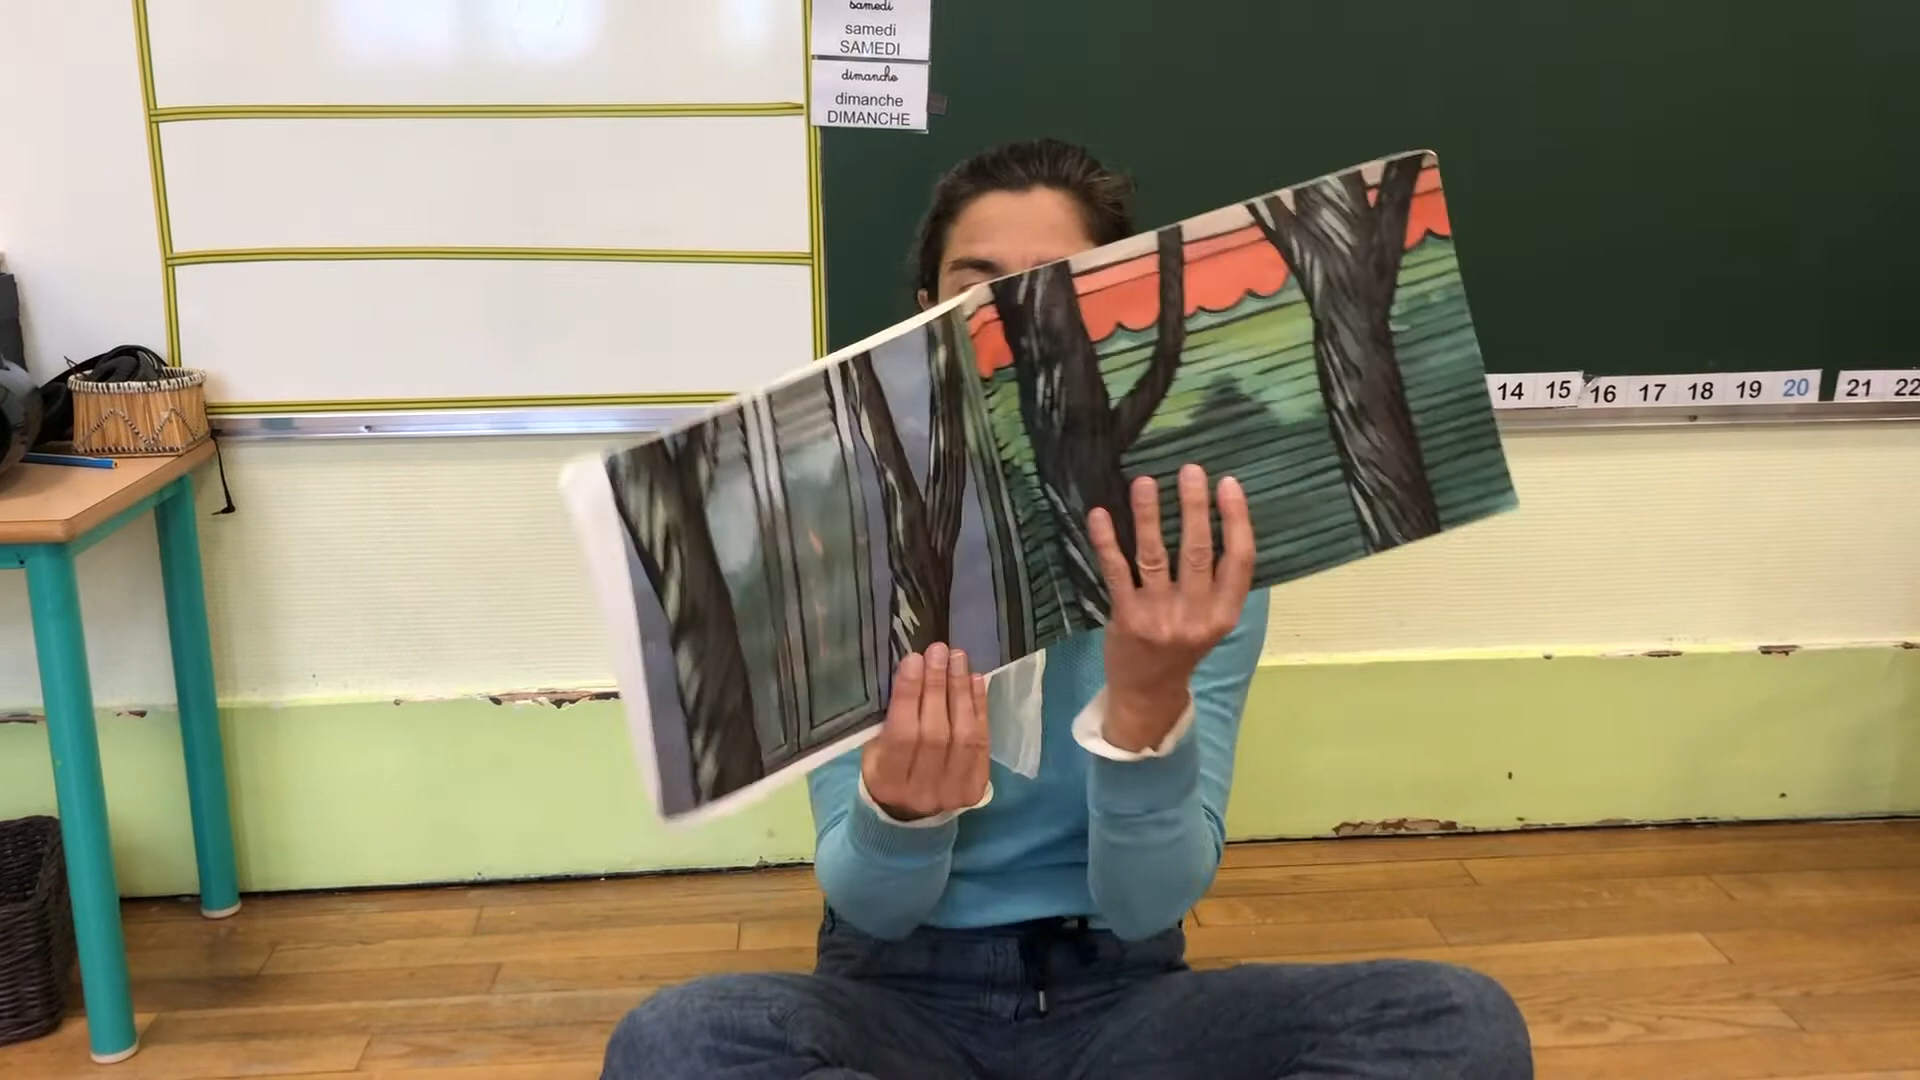 samedi
samedi
SAMEDI
dimanche
dimanche
DIMANCHE
14 15 16 17 18 19 20 21 22